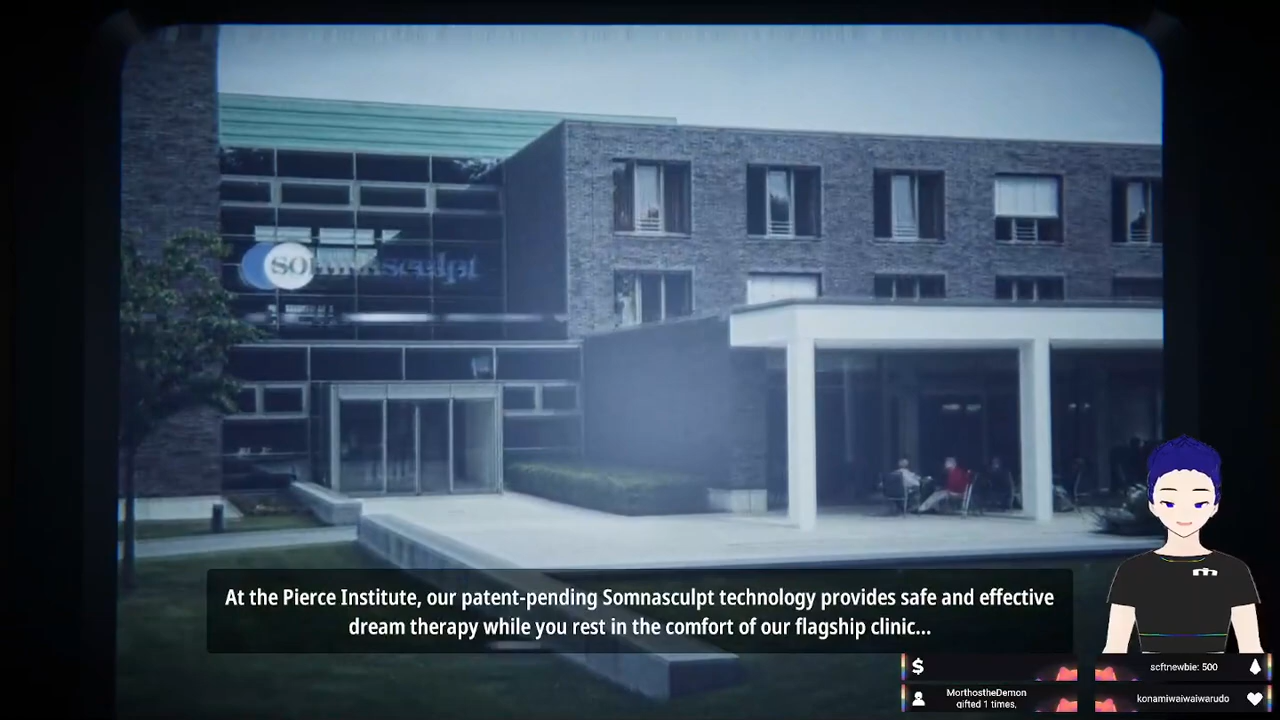 somnasculpt
At the Pierce Institute, our patent-pending Somnasculpt technology provides safe and effective
dream therapy while you rest in the comfort of our flagship clinic...
$
scftnewbie: 500
MorthostheDemon
gifted 1 times,
konamiwaiwaiwarudo